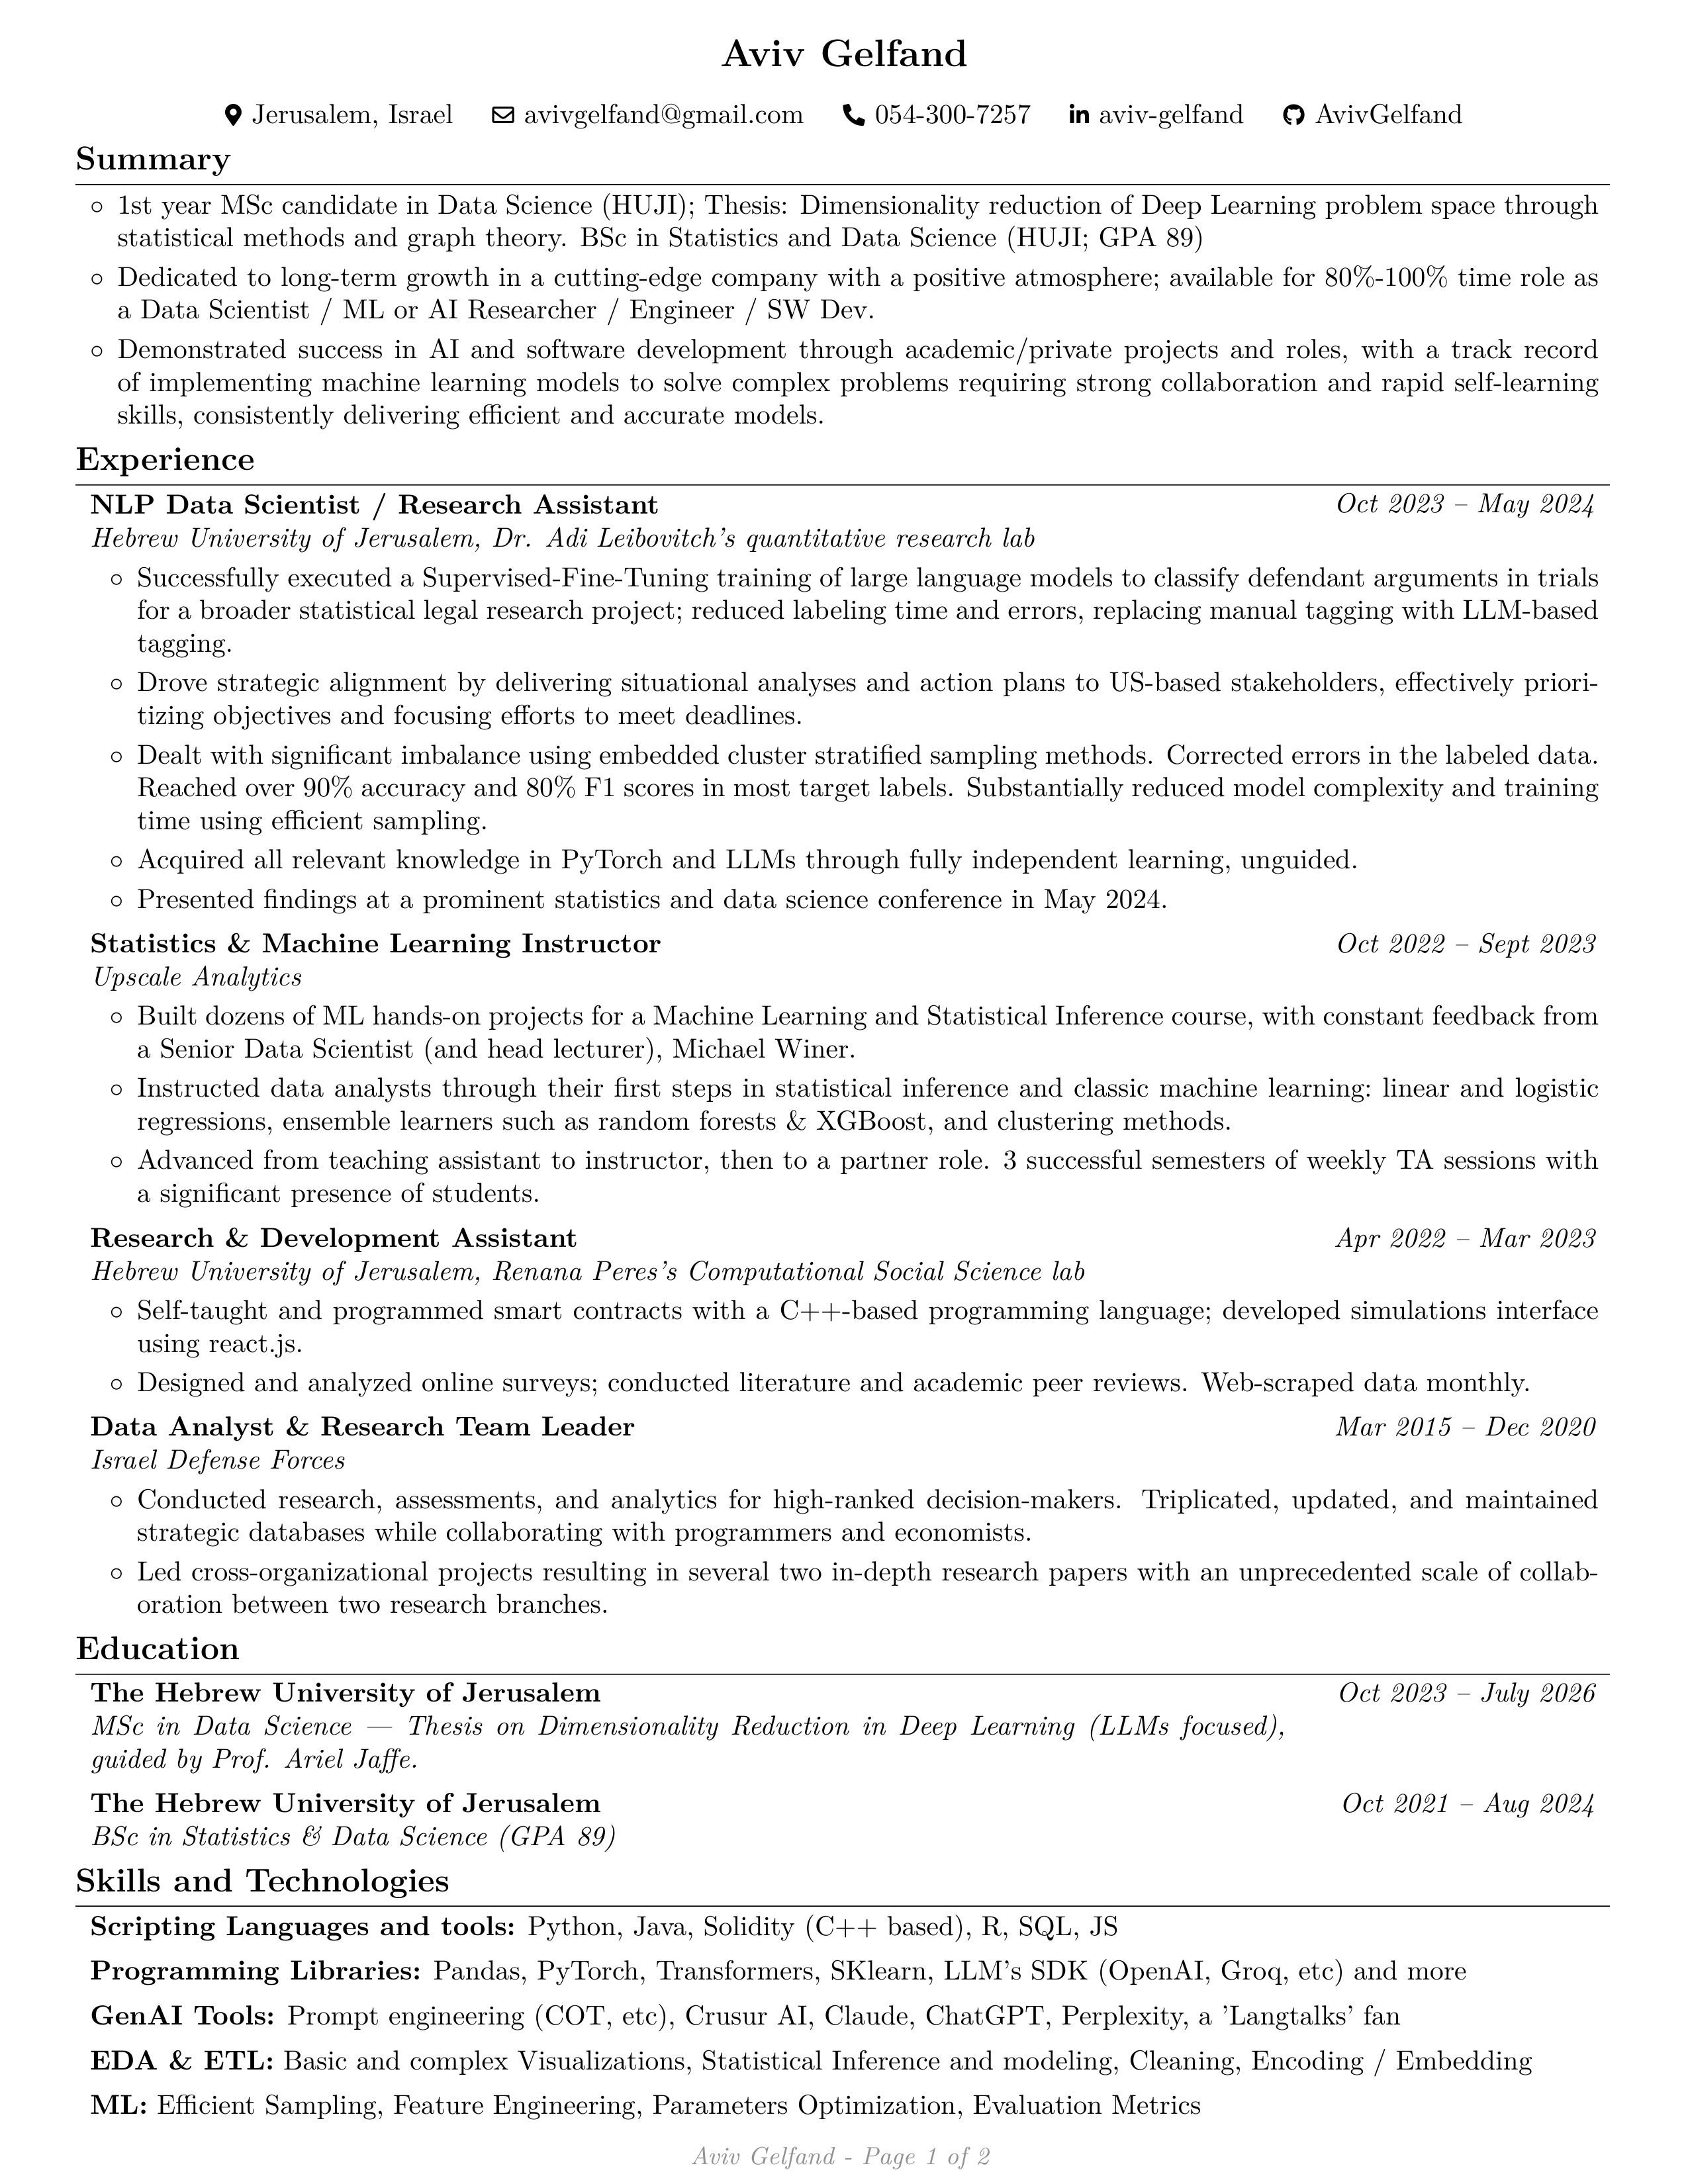 Aviv Gelfand
Jerusalem, Israel avivgelfand@gmail.com 054-300-7257 aviv-gelfand AvivGelfand
Summary
◦ 1st year MSc candidate in Data Science (HUJI); Thesis: Dimensionality reduction of Deep Learning problem space through
statistical methods and graph theory. BSc in Statistics and Data Science (HUJI; GPA 89)
◦ Dedicated to long-term growth in a cutting-edge company with a positive atmosphere; available for 80%-100% time role as
a Data Scientist / ML or AI Researcher / Engineer / SW Dev.
◦ Demonstrated success in AI and software development through academic/private projects and roles, with a track record
of implementing machine learning models to solve complex problems requiring strong collaboration and rapid self-learning
skills, consistently delivering efficient and accurate models.
Experience
NLP Data Scientist / Research Assistant Oct 2023 – May 2024
Hebrew University of Jerusalem, Dr. Adi Leibovitch's quantitative research lab
◦ Successfully executed a Supervised-Fine-Tuning training of large language models to classify defendant arguments in trials
for a broader statistical legal research project; reduced labeling time and errors, replacing manual tagging with LLM-based
tagging.
◦ Drove strategic alignment by delivering situational analyses and action plans to US-based stakeholders, effectively priori-
tizing objectives and focusing efforts to meet deadlines.
◦ Dealt with significant imbalance using embedded cluster stratified sampling methods. Corrected errors in the labeled data.
Reached over 90% accuracy and 80% F1 scores in most target labels. Substantially reduced model complexity and training
time using efficient sampling.
◦ Acquired all relevant knowledge in PyTorch and LLMs through fully independent learning, unguided.
◦ Presented findings at a prominent statistics and data science conference in May 2024.
Statistics & Machine Learning Instructor Oct 2022 – Sept 2023
Upscale Analytics
◦ Built dozens of ML hands-on projects for a Machine Learning and Statistical Inference course, with constant feedback from
a Senior Data Scientist (and head lecturer), Michael Winer.
◦ Instructed data analysts through their first steps in statistical inference and classic machine learning: linear and logistic
regressions, ensemble learners such as random forests & XGBoost, and clustering methods.
◦ Advanced from teaching assistant to instructor, then to a partner role. 3 successful semesters of weekly TA sessions with
a significant presence of students.
Research & Development Assistant Apr 2022 – Mar 2023
Hebrew University of Jerusalem, Renana Peres's Computational Social Science lab
◦ Self-taught and programmed smart contracts with a C++-based programming language; developed simulations interface
using react.js.
◦ Designed and analyzed online surveys; conducted literature and academic peer reviews. Web-scraped data monthly.
Data Analyst & Research Team Leader Mar 2015 – Dec 2020
Israel Defense Forces
◦ Conducted research, assessments, and analytics for high-ranked decision-makers. Triplicated, updated, and maintained
strategic databases while collaborating with programmers and economists.
◦ Led cross-organizational projects resulting in several two in-depth research papers with an unprecedented scale of collab-
oration between two research branches.
Education
The Hebrew University of Jerusalem Oct 2023 – July 2026
MSc in Data Science — Thesis on Dimensionality Reduction in Deep Learning (LLMs focused),
guided by Prof. Ariel Jaffe.
The Hebrew University of Jerusalem Oct 2021 – Aug 2024
BSc in Statistics & Data Science (GPA 89)
Skills and Technologies
Scripting Languages and tools: Python, Java, Solidity (C++ based), R, SQL, JS
Programming Libraries: Pandas, PyTorch, Transformers, SKlearn, LLM's SDK (OpenAI, Groq, etc) and more
GenAI Tools: Prompt engineering (COT, etc), Crusur AI, Claude, ChatGPT, Perplexity, a 'Langtalks' fan
EDA & ETL: Basic and complex Visualizations, Statistical Inference and modeling, Cleaning, Encoding / Embedding
ML: Efficient Sampling, Feature Engineering, Parameters Optimization, Evaluation Metrics
Aviv Gelfand - Page 1 of 2